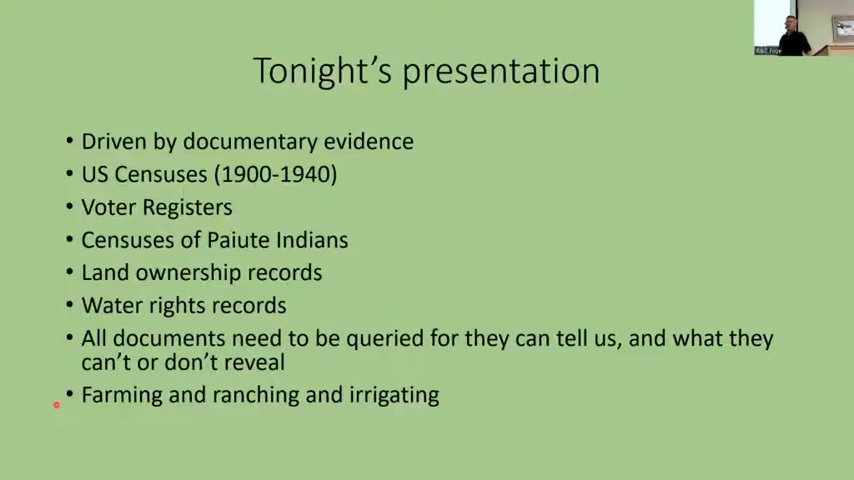 Tonight's presentation
• Driven by documentary evidence
• US Censuses (1900-1940)
• Voter Registers
• Censuses of Paiute Indians
• Land ownership records
• Water rights records
• All documents need to be queried for they can tell us, and what they
can't or don't reveal
• Farming and ranching and irrigating